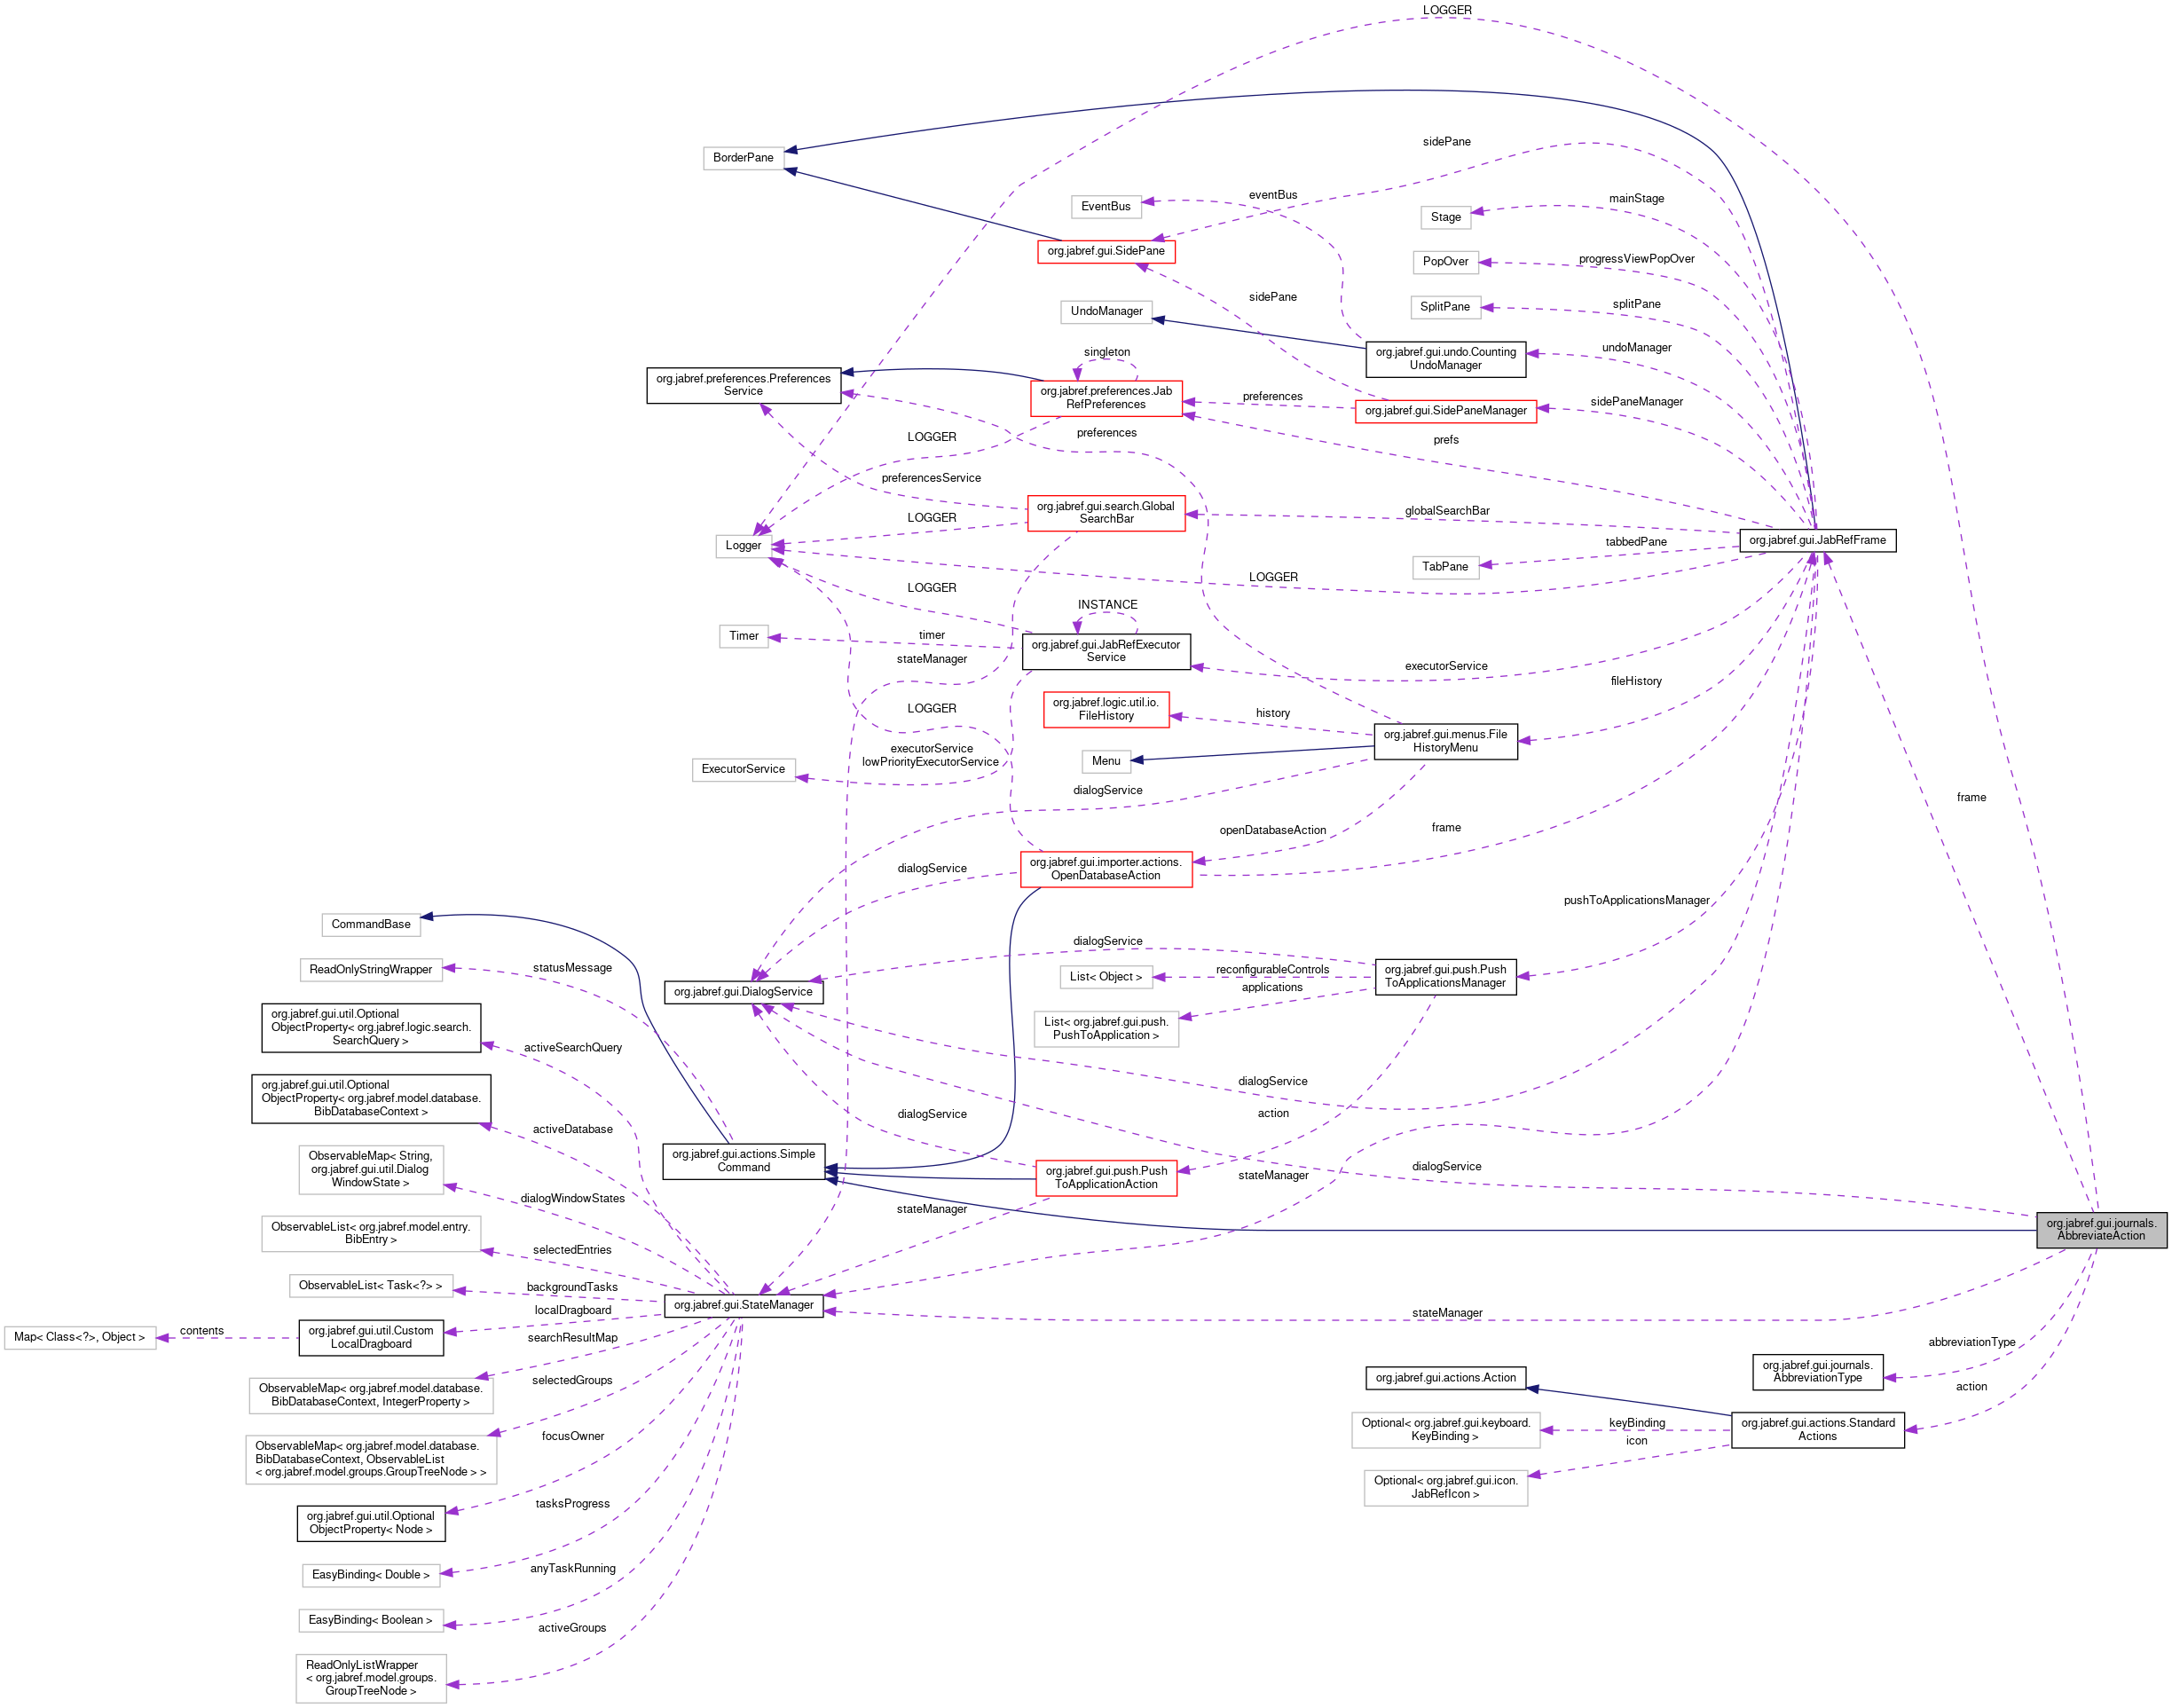 LOGGER
BorderPane
sidePane
EventBus
eventBus
mainStage
Stage
org.jabref.gui.SidePane
PopOver
progressViewPopOver
sidePane
SplitPane
splitPane
UndoManager
undoManager
org.jabref.gui.undo.Counting
UndoManager
singleton
org.jabref.preferences.Preferences
Service
org.jabref.preferences.Jab
RefPreferences
preferences
org.jabref.gui.SidePaneManager
sidePaneManager
LOGGER
preferences
prefs
preferencesService
org.jabref.gui.search.Global
SearchBar
globalSearchBar
LOGGER
Logger
org.jabref.gui.JabRefFrame
tabbedPane
TabPane
LOGGER
LOGGER
INSTANCE
Timer
timer
org.jabref.gui.JabRefExecutor
Service
stateManager
executorService
fileHistory
org.jabref.logic.util.io.
FileHistory
history
LOGGER
org.jabref.gui.menus.File
HistoryMenu
executorService
lowPriorityExecutorService
ExecutorService
Menu
dialogService
frame
openDatabaseAction
frame
org.jabref.gui.importer.actions.
OpenDatabaseAction
dialogService
pushToApplicationsManager
CommandBase
dialogService
ReadOnlyStringWrapper
statusMessage
List< Object >
reconfigurableControls
org.jabref.gui.push.Push
ToApplicationsManager
applications
org.jabref.gui.DialogService
org.jabref.gui.util.Optional
ObjectProperty< org.jabref.logic.search.
SearchQuery >
List< org.jabref.gui.push.
PushToApplication >
activeSearchQuery
dialogService
org.jabref.gui.util.Optional
ObjectProperty< org.jabref.model.database.
BibDatabaseContext >
dialogService
action
activeDatabase
ObservableMap< String,
org.jabref.gui.util.Dialog
WindowState >
org.jabref.gui.actions.Simple
Command
org.jabref.gui.push.Push
ToApplicationAction
dialogService
stateManager
dialogWindowStates
stateManager
ObservableList< org.jabref.model.entry.
BibEntry >
org.jabref.gui.journals.
AbbreviateAction
selectedEntries
ObservableList< Task<?> >
backgroundTasks
org.jabref.gui.StateManager
localDragboard
stateManager
Map< Class<?>, Object >
contents
org.jabref.gui.util.Custom
LocalDragboard
searchResultMap
abbreviationType
org.jabref.gui.journals.
AbbreviationType
org.jabref.gui.actions.Action
selectedGroups
action
ObservableMap< org.jabref.model.database.
BibDatabaseContext, IntegerProperty >
Optional< org.jabref.gui.keyboard.
KeyBinding >
keyBinding
org.jabref.gui.actions.Standard
Actions
icon
focusOwner
ObservableMap< org.jabref.model.database.
BibDatabaseContext, ObservableList
< org.jabref.model.groups.GroupTreeNode > >
Optional< org.jabref.gui.icon.
JabRefIcon >
tasksProgress
org.jabref.gui.util.Optional
ObjectProperty< Node >
EasyBinding< Double >
anyTaskRunning
EasyBinding< Boolean >
activeGroups
ReadOnlyListWrapper
< org.jabref.model.groups.
GroupTreeNode >